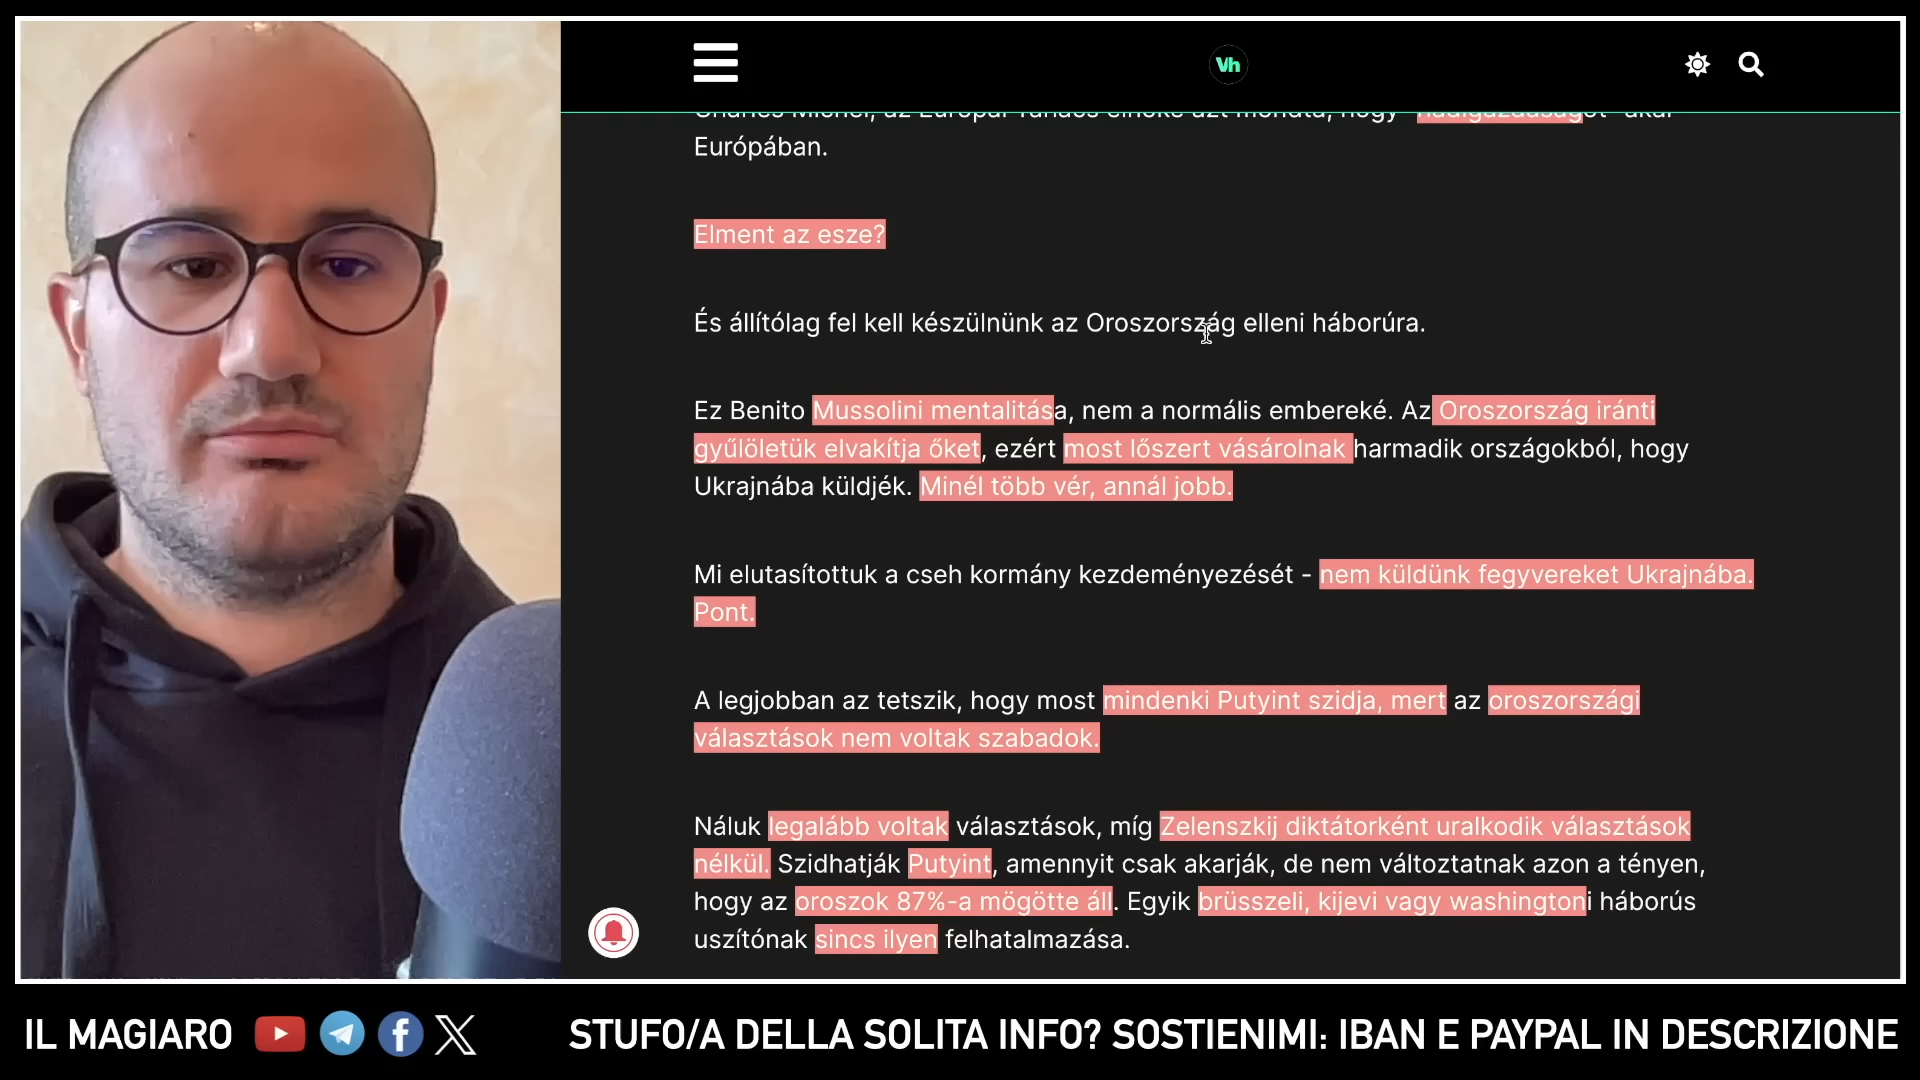 Vh
Európában.
Elment az esze?
És állítólag fel kell készülnünk az Oroszország elleni háborúra.
Ez Benito Mussolini mentalitása, nem a normális embereké. Az Oroszország iránti
gyűlöletük elvakítja őket, ezért most lőszert vásárolnak harmadik országokból, hogy
Ukrajnába küldjék. Minél több vér, annál jobb.
Mi elutasítottuk a cseh kormány kezdeményezését - nem küldünk fegyvereket Ukrajnába.
Pont.
A legjobban az tetszik, hogy most mindenki Putyint szidja, mert az oroszországi
választások nem voltak szabadok.
Náluk legalább voltak választások, míg Zelenszkij diktátorként uralkodik választások
nélkül. Szidhatják Putyint, amennyit csak akarják, de nem változtatnak azon a tényen,
hogy az oroszok 87%-a mögötte áll. Egyik brüsszeli, kijevi vagy washingtoni háborús
uszítónak sincs ilyen felhatalmazása.
IL MAGIARO
STUFO/A DELLA SOLITA INFO? SOSTIENIMI: IBAN E PAYPAL IN DESCRIZIONE